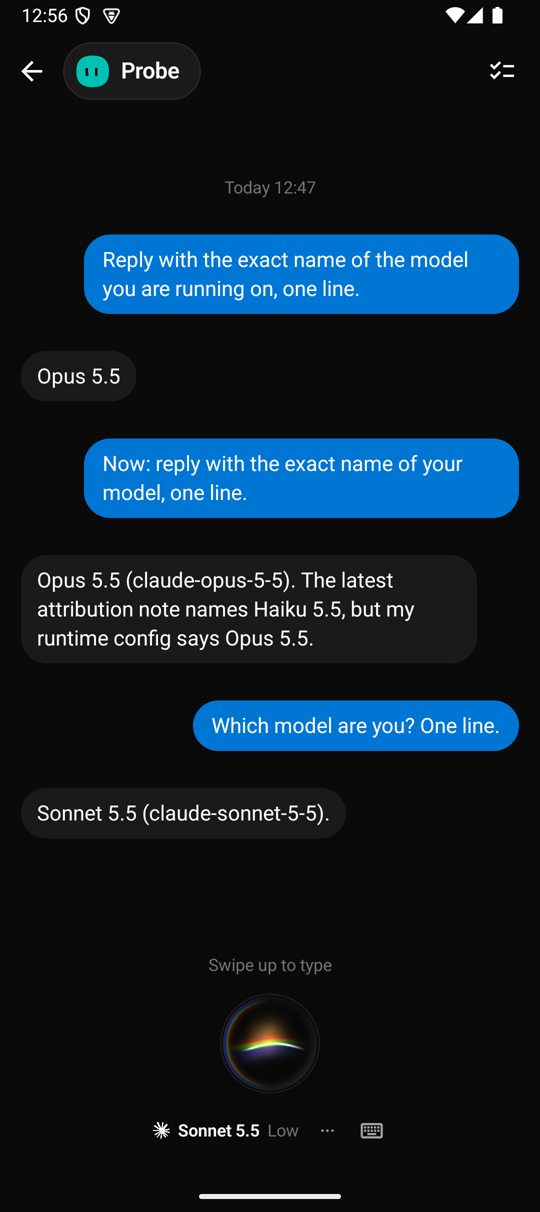 12:56
Probe
Today 12:47
Reply with the exact name of the model
you are running on, one line.
Opus 5.5
Now: reply with the exact name of your
model, one line.
Opus 5.5 (claude-opus-5-5). The latest
attribution note names Haiku 5.5, but my
runtime config says Opus 5.5.
Which model are you? One line.
Sonnet 5.5 (claude-sonnet-5-5).
Swipe up to type
Sonnet 5.5 Low